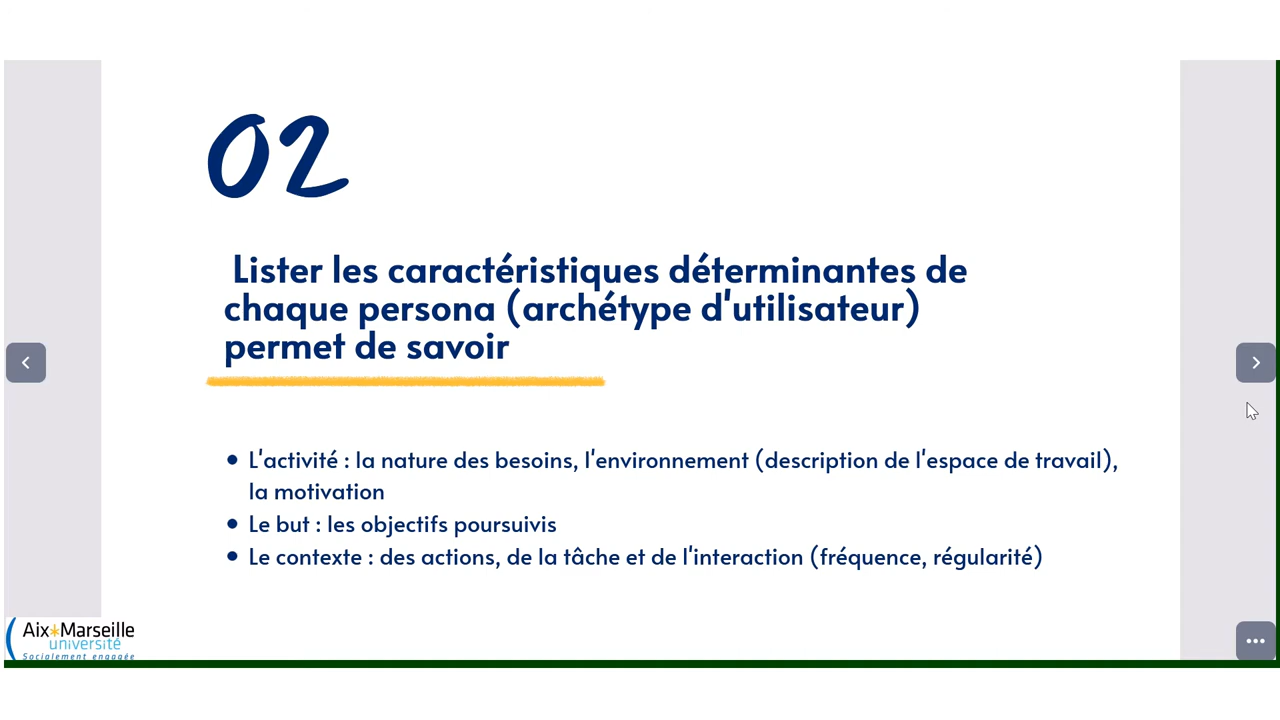 02
Lister les caractéristiques déterminantes de
chaque persona (archétype d'utilisateur)
permet de savoir
• L'activité : la nature des besoins, l'environnement (description de l'espace de travail),
la motivation
• Le but : les objectifs poursuivis
• Le contexte : des actions, de la tâche et de l'interaction (fréquence, régularité)
Aix*Marseille
université
Socialement engagée